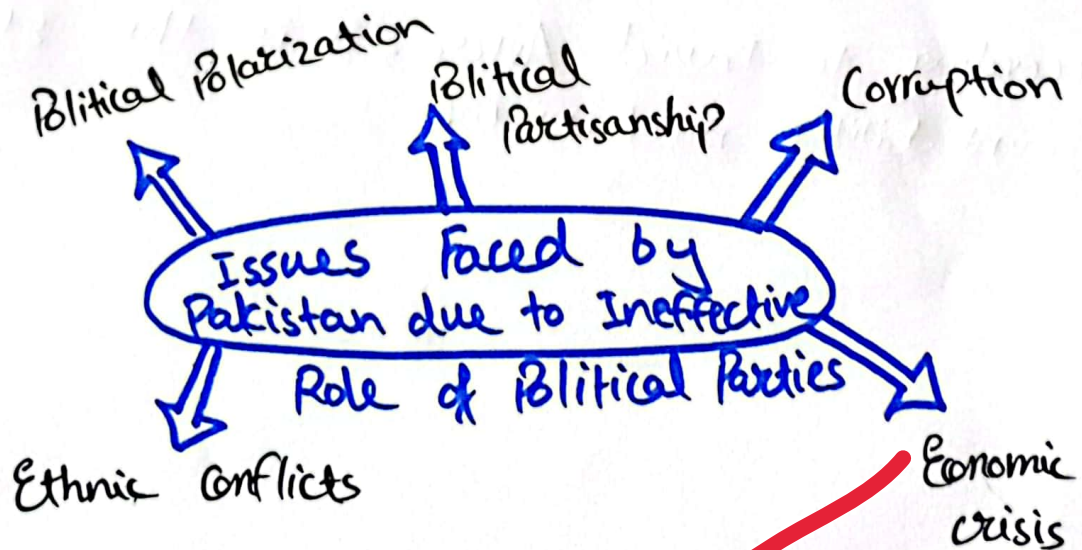 Political Polarization
Political
Partisanship
Corruption
Issues Faced by
Pakistan due to Ineffective
Role of Political Parties
Ethnic Conflicts
Economic
crisis